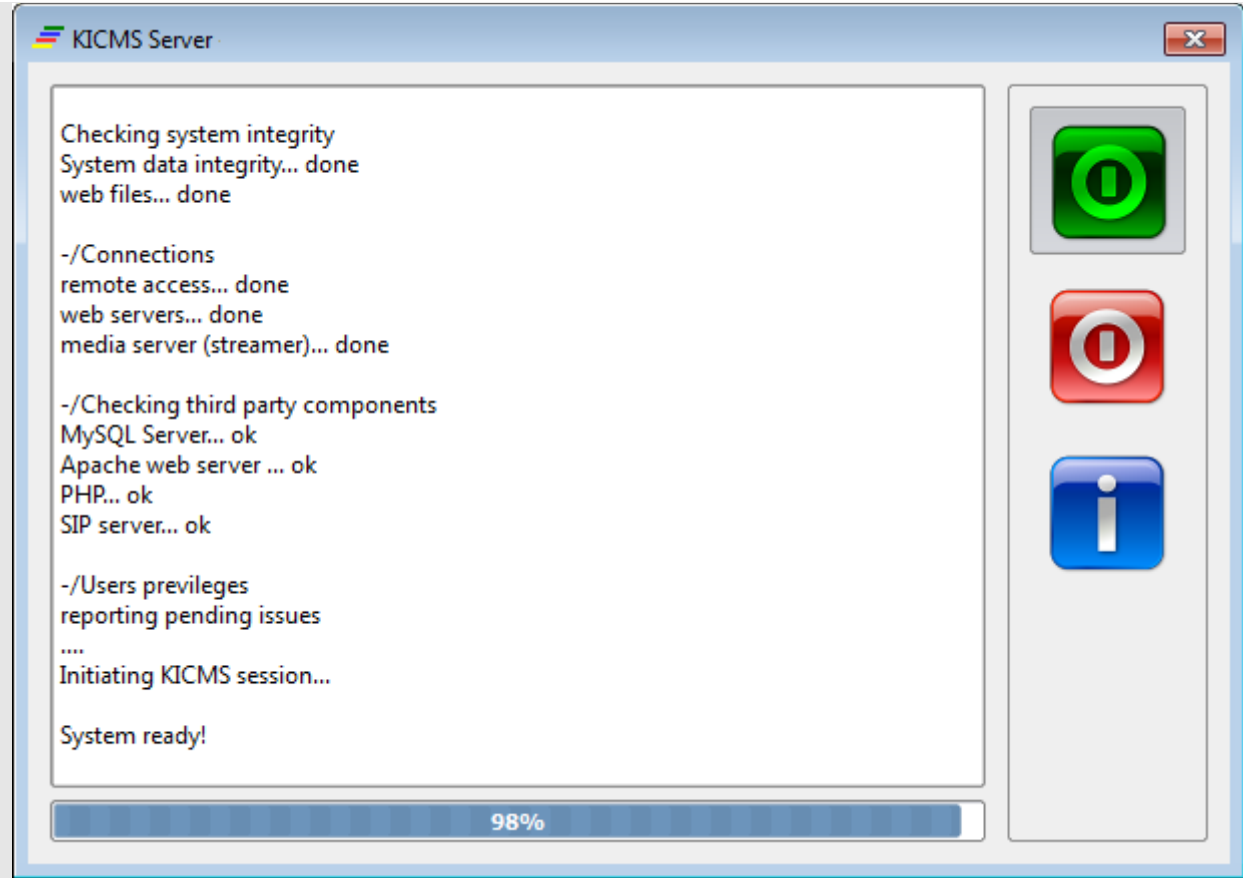 KICMS Server
Checking system integrity
System data integrity... done
web files... done
-/Connections
remote access... done
web servers... done
media server (streamer)... done
-/Checking third party components
MySQL Server... ok
Apache web server ... ok
PHP... ok
SIP server... ok
-/Users previleges
reporting pending issues
....
Initiating KICMS session...
System ready!
98%